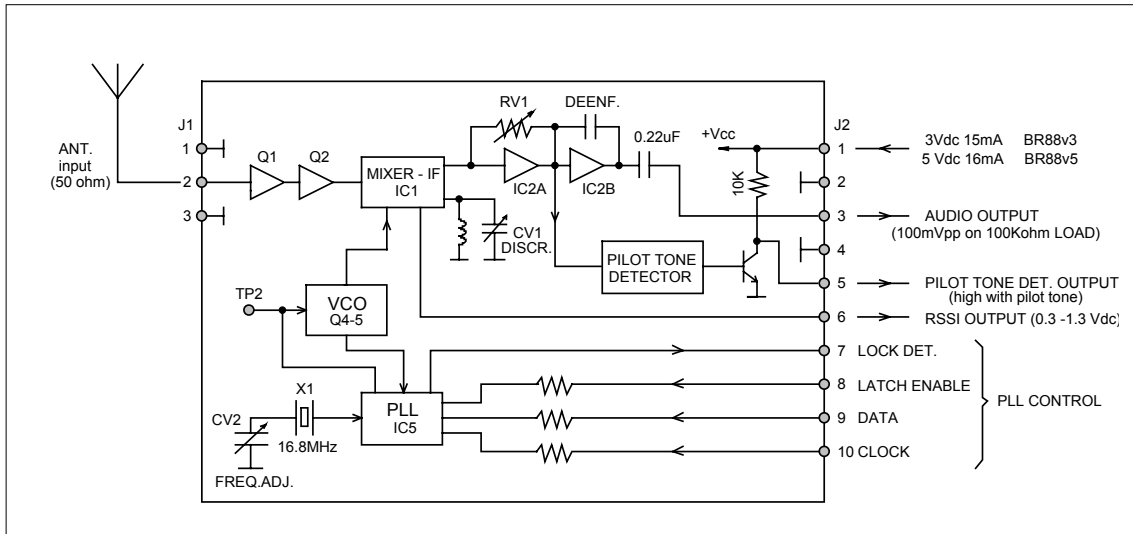 RV1
DEENF.
0.22uF
+Vcc
J1
J2
ANT.
input
(50 ohm)
1
2
3
Q1
Q2
MIXER - IF
IC1
IC2A
IC2B
10K
CV1
DISCR.
PILOT TONE
DETECTOR
TP2
VCO
Q4-5
X1
16.8MHz
CV2
FREQ.ADJ.
PLL
IC5
1
3Vdc 15mA BR88v3
5 Vdc 16mA BR88v5
2
3 AUDIO OUTPUT
(100mVpp on 100Kohm LOAD)
4
5 PILOT TONE DET. OUTPUT
(high with pilot tone)
6 RSSI OUTPUT (0.3 -1.3 Vdc)
7 LOCK DET.
8 LATCH ENABLE
9 DATA
10 CLOCK
PLL CONTROL